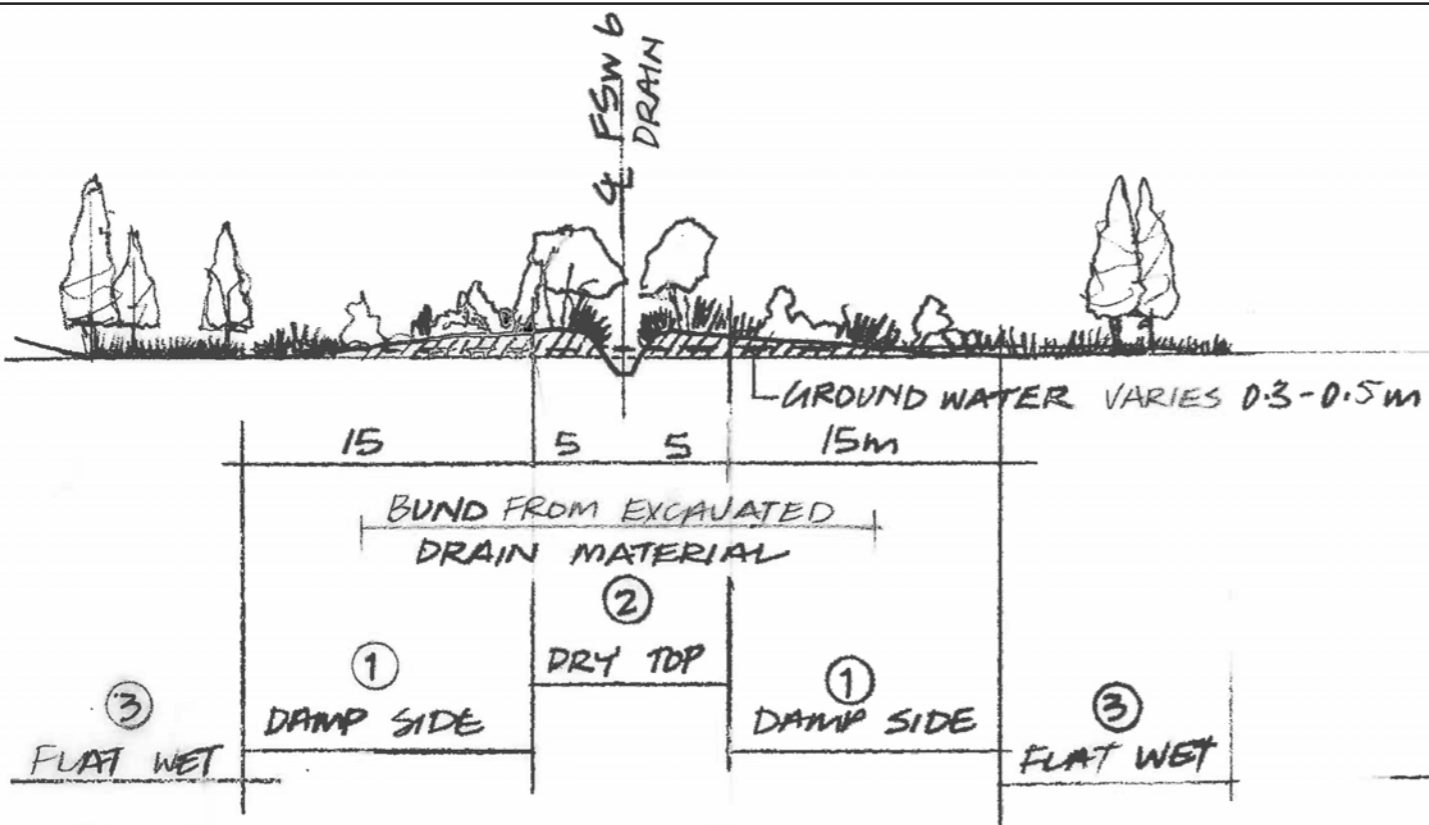 ℄ FSW 6
DRAIN
GROUND WATER VARIES 0.3-0.5m
15 5 5 15m
BUND FROM EXCAVATED
DRAIN MATERIAL
②
DRY TOP
①
DAMP SIDE
①
DAMP SIDE
③
FLAT WET
③
FLAT WET